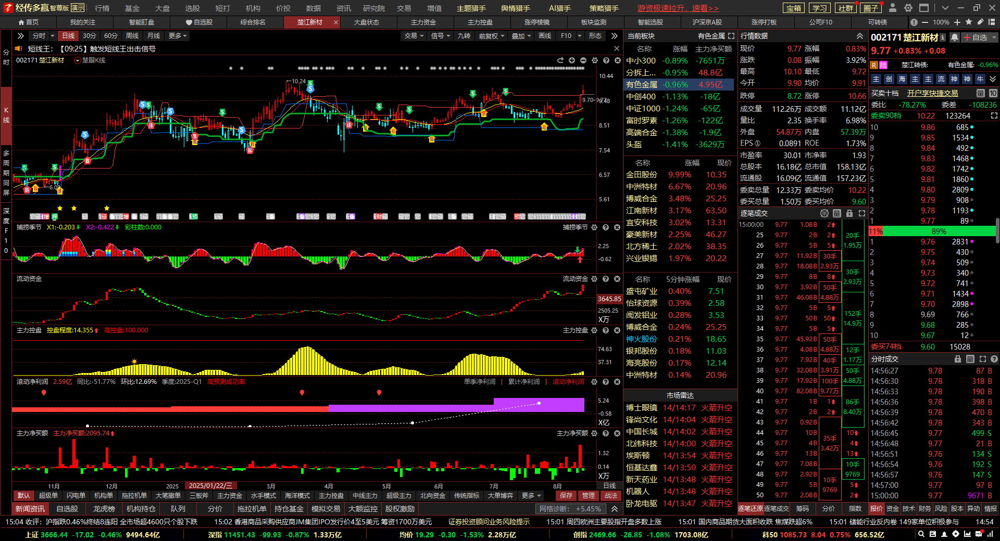 经传多赢 智尊版 演示 行情 基金 大盘 选股 短打 机构 价投 数据 资讯 研究院 交易 增值 主题猎手 舆情猎手 AI猎手 策略猎手 游资极速拉升，速看>> 宝箱 学习 社群 圈子
首页 我的关注 智能盯盘 自选股 综合排名 楚江新材 大盘状态 主力资金 主力控盘 涨停棱镜 板块监测 智能选股 沪深京A股 涨停打板 公司F10 可转债 100%
分时 日线 30分 60分 周线 月线 更多 交易 信号 九转 前复权 叠加 画线 F10 形态
短线王：【09:25】触发短线王出击信号
002171 楚江新材 慧眼K线
分时
K线
多周期同屏
深度F10
10.44
9.48
8.51
7.54
6.57
5.61
10.24
9.70-9.72
捕捞季节 X1:-0.203 X2:-0.422 彩柱数:0.000 捕捞季节
2.25
-0.62
流动资金 流动资金
3645.85
2505.25
X万
主力控盘 控盘程度:14.355 高控盘:100.000 主力控盘
74.63
37.31
滚动净利润 2.59亿 同比:-51.77% 环比:12.69% 季度:2025-Q1 高预测成功率 单季净利润 累计净利润 滚动净利润
5.24
-0.58
X亿
主力净买额 主力净买额:2095.74 主力净买额
1.32
0.14
X万
11月 12月 2025 2025/01/22/三 3月 4月 5月 6月 7月 8月 日线
默认 超级单 闪电单 机构单 拖拉机单 大笔撤单 三板斧 主力资金 水手模式 海洋模式 主力控盘 中线主力 超级主力 北向资金 传统指标 大单博弈 更多 保存 管理 战法
新闻资讯 自选股 龙虎榜 机构持仓 队列 分价 拖拉机单 持仓基金 模拟交易 大额监控 股权激励 网格诊断： +5.45%
当前板块 有色金属
名称 涨幅 主力净买额
中小300 -0.89% -7651万
分拆上... -0.95% 48.8亿
有色金属 -0.96% 4.95亿
中创400 -1.13% -18亿
中证1000 -1.24% -65亿
富时罗素 -1.26% -122亿
高端合金 -1.38% -1.9亿
头盔 -1.41% -3629万
名称 涨幅 现价
金田股份 9.99% 10.35
中洲特材 6.67% 20.96
博威合金 3.48% 25.25
江南新材 3.17% 63.50
宜安科技 3.02% 13.31
豪美新材 2.25% 46.27
北方稀土 2.02% 38.35
兴业银锡 1.97% 20.22
名称 5分钟涨幅 现价
盛屯矿业 0.40% 7.51
怡球资源 0.39% 2.58
闽发铝业 0.28% 3.53
博威合金 0.24% 25.25
神火股份 0.21% 18.65
银邦股份 0.18% 11.03
海亮股份 0.17% 12.14
中洲特材 0.14% 20.96
市场雷达
博士眼镜 14/14:17 火箭升空
锋尚文化 14/14:04 火箭升空
中国长城 14/14:02 火箭升空
北纬科技 14/14:00 火箭升空
埃斯顿 14/13:54 火箭升空
恒基达鑫 14/13:50 火箭升空
新天药业 14/13:48 火箭升空
机器人 14/13:48 火箭升空
卧龙电驱 14/13:47 火箭升空
行情数据
现价 9.77 涨幅 0.83%
涨跌 0.08 振幅 3.92%
最高 10.10 最低 9.72
今开 9.90 均价 9.91
跌停 8.72 涨停 10.66
成交量 112.26万 成交额 11.12亿
量比 2.35 换手率 6.98%
外盘 54.87万 内盘 57.39万
EPS① 0.0891 ROE 1.73%
市盈率 30.01 市净率 1.93
总股本 16.18亿 总市值 158.13亿
流通股 16.09亿 流通值 157.23亿
委卖总量 12.33万 委卖均价 10.22
委买总量 1.50万 委买均价 9.60
逐笔成交
15:00:00 9.77 1.08B 2
25 9.77 2B 2
26 9.77 5B 5
27 9.77 11.92B
28 9.77 18.08B
29 9.77 8B 8
30 9.77 3.92B
31 9.77 46.08B
32 9.77 5B 5
33 9.77 50B 50
34 9.77 5B 5
35 9.77 45.92B
36 9.77 4.08B
37 9.77 7.92B
38 9.77 32.08B
39 9.77 17.92B
40 9.77 82.08B
41 9.77 1B 1
42 9.77 2B 2
43 9.77 0.92B
44 9.77 10B
45 9.77 4B
46 9.77 13B
47 9.77 7.08B
48 9.77 2.92B
49 9.77 5B
50 9.77 2.08B
30手 2.93万
50手 4.88万
50手 4.88万
40手 3.91万
100手 9.77万
35手 3.42万
10手 9769
20手 1.95万
30手 2.93万
152手 14.9万
12手 1.17万
50手 4.88万
86手 8.40万
10
4
13
10手 9769
5
2
逐笔还原 逐笔成交 筹码 分价 指数
002171 楚江新材 自选
9.77 +0.83% +0.08
R 陆 楚江转债: 有色金属: -0.96%
主 创 海 主 主 流 神 神 牛
买卖十档 开户享快捷交易 量 10
委比 -78.27% 委差 -108236
委卖90档 10.22 123264
10 9.86 685
9 9.85 1534
8 9.84 492
7 9.83 1468
6 9.82 1742
5 9.81 1860
4 9.80 2809
3 9.79 908
2 9.78 1193
1 9.77 89
11% 89%
1 9.76 2831
2 9.75 430
3 9.74 509
4 9.73 340
5 9.72 741
6 9.71 1434
7 9.70 2898
8 9.69 766
9 9.68 285
10 9.67 12
委买74档 9.60 15028
分时成交
14:56:27 9.78 87 B
14:56:30 9.78 318 B
14:56:33 9.78 190 B
14:56:36 9.78 398 B
14:56:39 9.78 470 B
14:56:42 9.78 343 B
14:56:45 9.77 499 S
14:56:48 9.77 21 B
14:56:51 9.77 134 S
14:56:54 9.77 192 S
14:56:57 9.77 147 S
14:57:00 9.77 97 B
15:00:00 9.77 9671 B
报价 资金 技术 财务 风险 股本 异动 情报
15:04 收评：沪指跌0.46%终结8连阳 全市场超4600只个股下跌 15:02 香港商品采购供应商JM集团IPO发行价4至5美元 筹资1700万美元 证券投资顾问业务风险提示 15:01 周四欧洲主要股指开盘多数上涨 15:01 国内商品期货大面积收跌 焦煤跌超6% 15:01 储能行业反内卷 149家单位积极参与 14:54
上证 3666.44 -17.02 -0.46% 9494.64亿 深指 11451.43 -99.93 -0.87% 1.33万亿 均价 19.29 -0.30 -1.53% 2.28万亿 创指 2469.66 -26.85 -1.08% 1703.08亿 科50 1085.73 8.04 0.75% 656.52亿